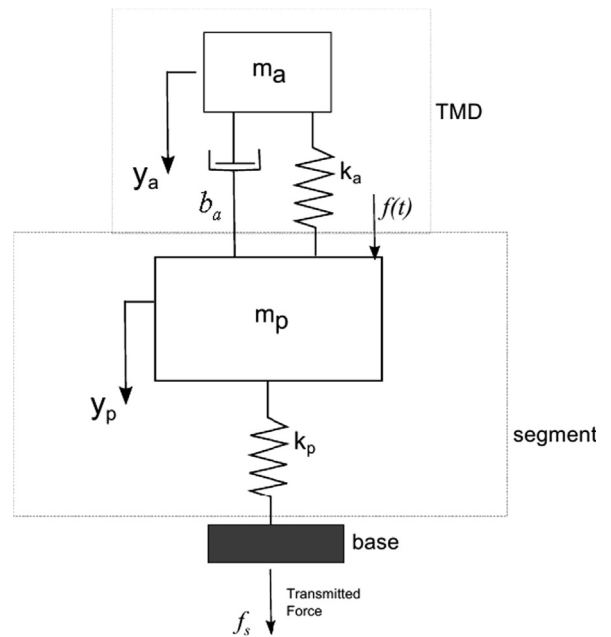 m_a
TMD
y_a
b_a
k_a
f(t)
m_p
y_p
k_p
segment
base
Transmitted
Force
f_s